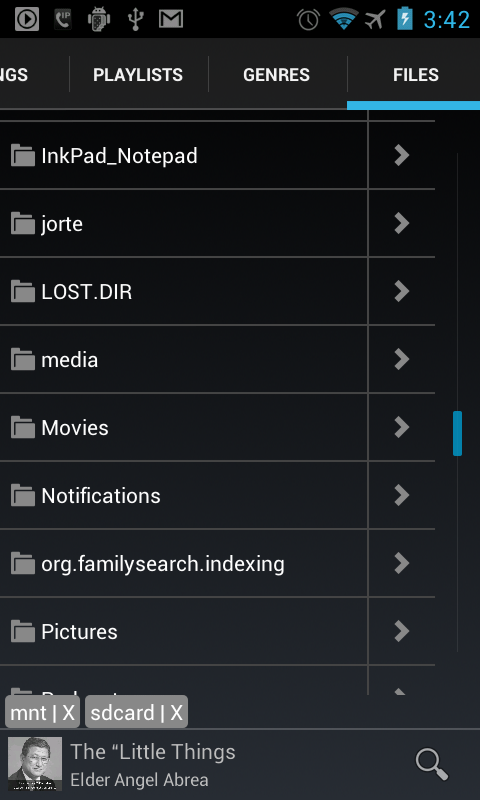 3:42
NGS PLAYLISTS GENRES FILES
InkPad_Notepad
jorte
LOST.DIR
media
Movies
Notifications
org.familysearch.indexing
Pictures
mnt | X sdcard | X
The “Little Things
Elder Angel Abrea